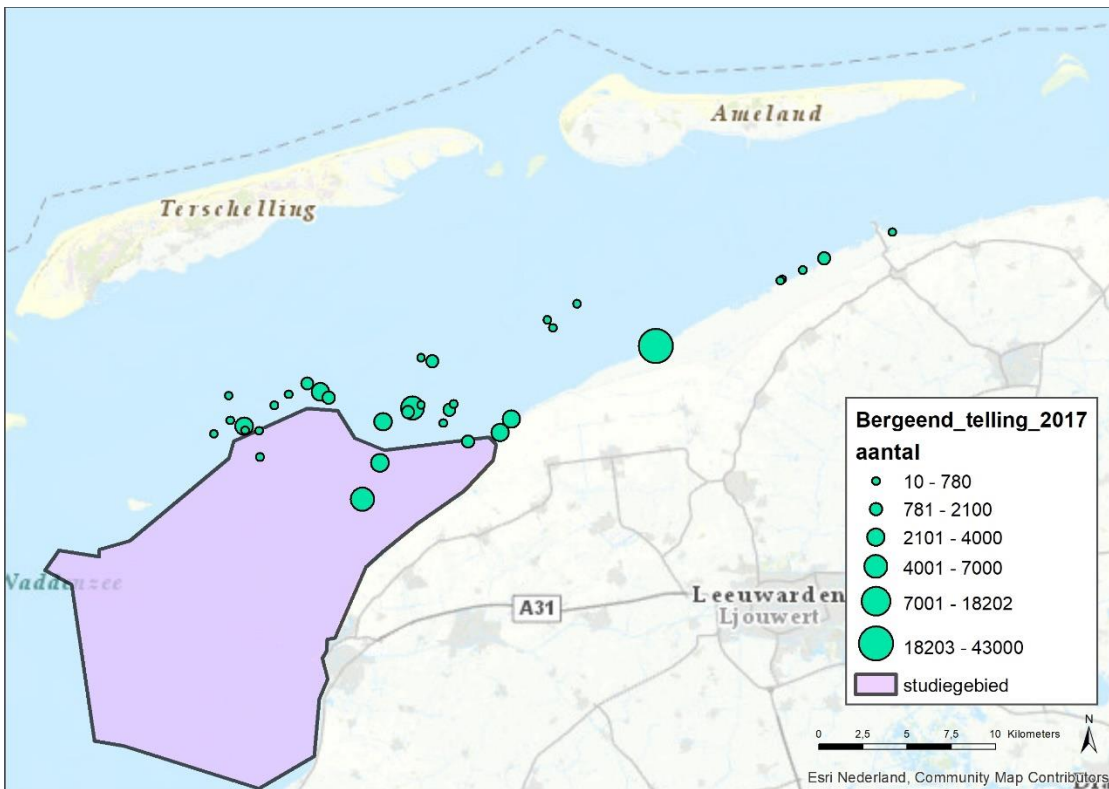 Ameland
Terschelling
Waddenzee
A31
Leeuwarden
Ljouwert
Bergeend_telling_2017
aantal
10 - 780
781 - 2100
2101 - 4000
4001 - 7000
7001 - 18202
18203 - 43000
studiegebied
N
0 2,5 5 7,5 10 Kilometers
Esri Nederland, Community Map Contributors